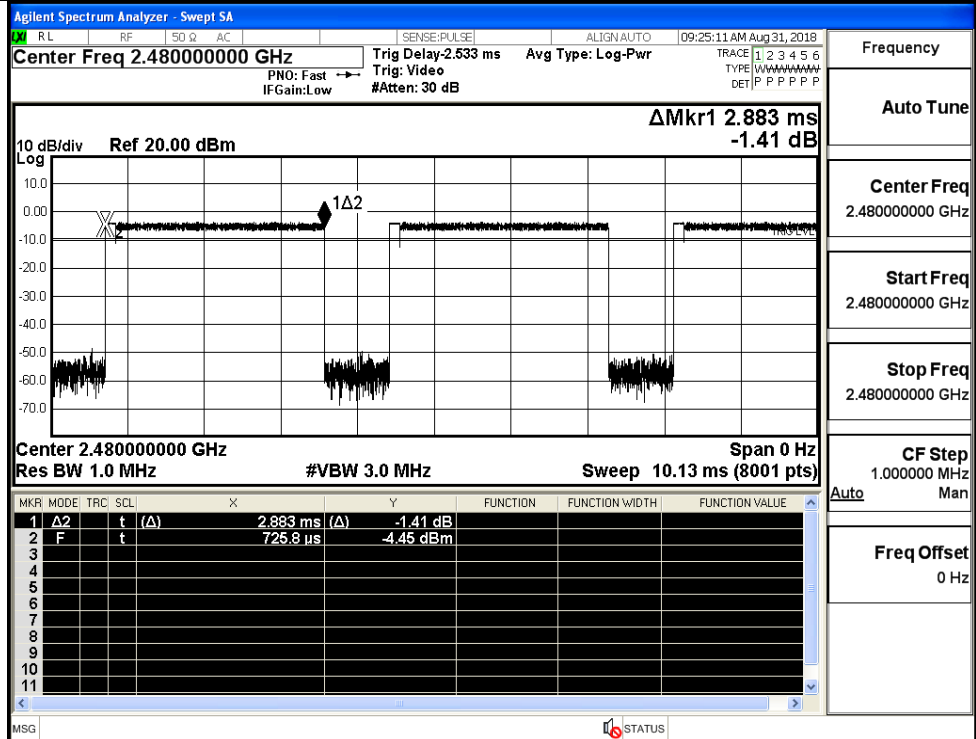 Agilent Spectrum Analyzer - Swept SA
LXI RL RF 50 Ω AC SENSE:PULSE ALIGN AUTO 09:25:11 AM Aug 31, 2018
Center Freq 2.480000000 GHz
PNO: Fast
IFGain:Low
Trig Delay-2.533 ms
Trig: Video
#Atten: 30 dB
Avg Type: Log-Pwr
TRACE 1 2 3 4 5 6
TYPE WWWWWW
DET P P P P P P
ΔMkr1 2.883 ms
-1.41 dB
10 dB/div Ref 20.00 dBm
Log
10.0
0.00
-10.0
-20.0
-30.0
-40.0
-50.0
-60.0
-70.0
1Δ2
2
TRIG LVL
Center 2.480000000 GHz Span 0 Hz
Res BW 1.0 MHz #VBW 3.0 MHz Sweep 10.13 ms (8001 pts)
MKR MODE TRC SCL X Y FUNCTION FUNCTION WIDTH FUNCTION VALUE
1 Δ2 t (Δ) 2.883 ms (Δ) -1.41 dB
2 F t 725.8 µs -4.45 dBm
3
4
5
6
7
8
9
10
11
MSG STATUS
Frequency
Auto Tune
Center Freq
2.480000000 GHz
Start Freq
2.480000000 GHz
Stop Freq
2.480000000 GHz
CF Step
1.000000 MHz
Auto Man
Freq Offset
0 Hz